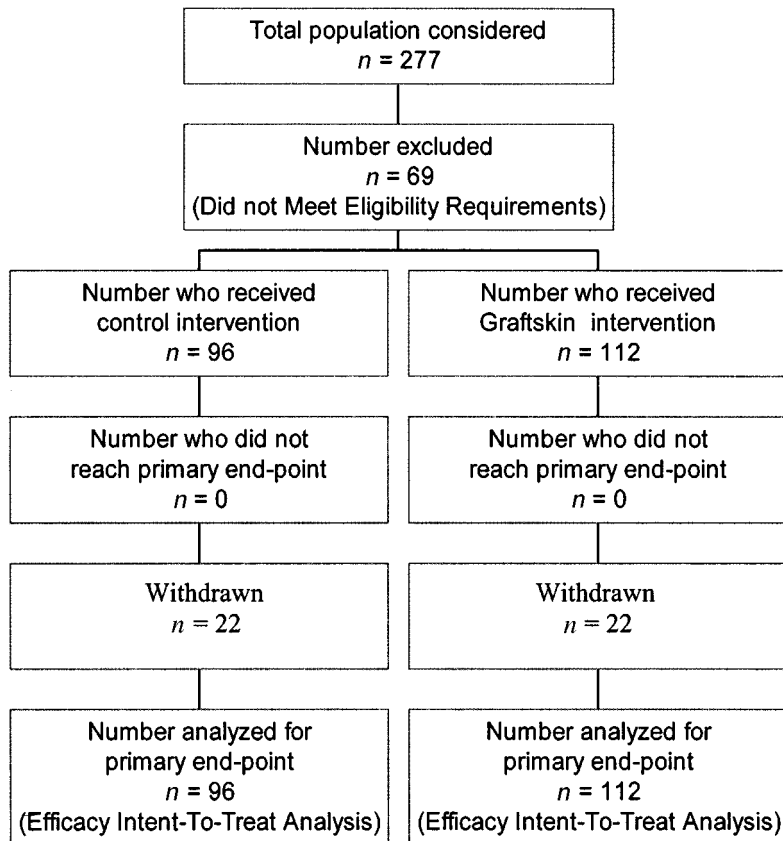 Total population considered
n = 277
Number excluded
n = 69
(Did not Meet Eligibility Requirements)
Number who received
control intervention
n = 96
Number who received
Graftskin intervention
n = 112
Number who did not
reach primary end-point
n = 0
Number who did not
reach primary end-point
n = 0
Withdrawn
n = 22
Withdrawn
n = 22
Number analyzed for
primary end-point
n = 96
(Efficacy Intent-To-Treat Analysis)
Number analyzed for
primary end-point
n = 112
(Efficacy Intent-To-Treat Analysis)